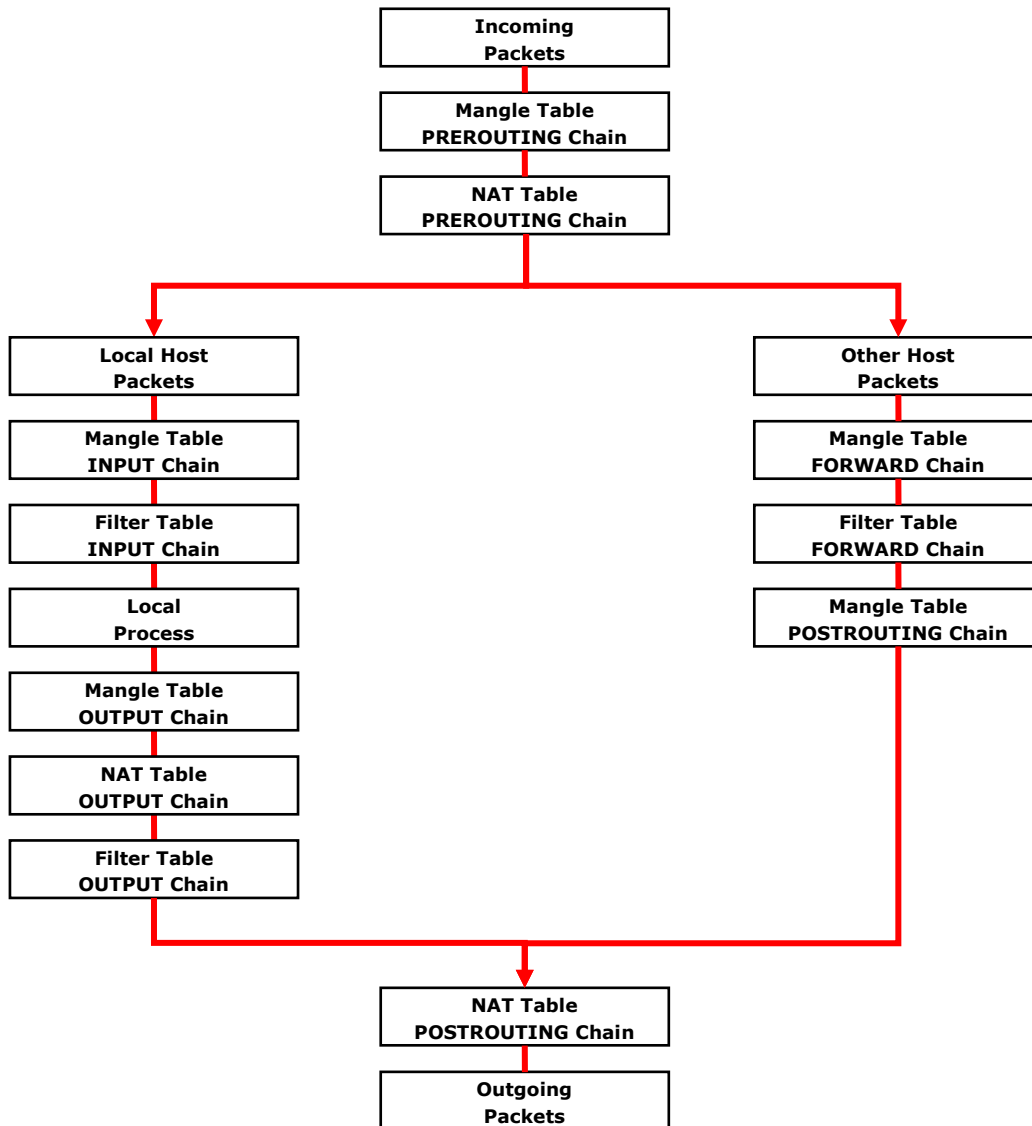 Incoming
Packets
Mangle Table
PREROUTING Chain
NAT Table
PREROUTING Chain
Local Host
Packets
Mangle Table
INPUT Chain
Filter Table
INPUT Chain
Local
Process
Mangle Table
OUTPUT Chain
NAT Table
OUTPUT Chain
Filter Table
OUTPUT Chain
Other Host
Packets
Mangle Table
FORWARD Chain
Filter Table
FORWARD Chain
Mangle Table
POSTROUTING Chain
NAT Table
POSTROUTING Chain
Outgoing
Packets